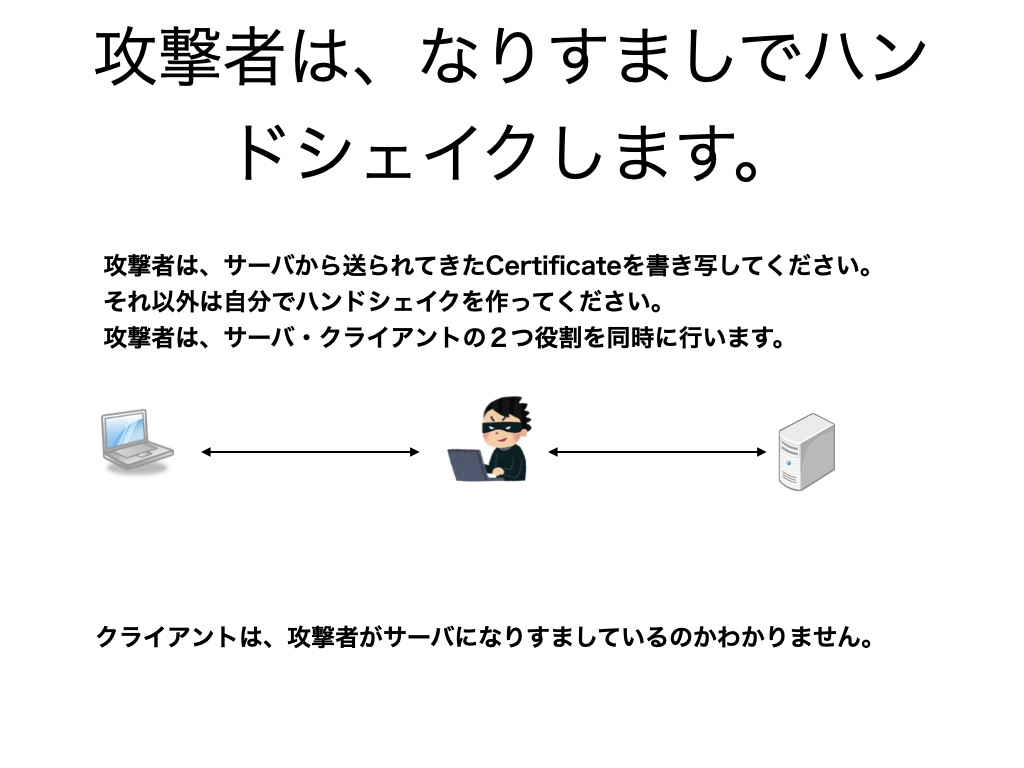 攻撃者は、なりすましでハン
ドシェイクします。
攻撃者は、サーバから送られてきたCertificateを書き写してください。
それ以外は自分でハンドシェイクを作ってください。
攻撃者は、サーバ・クライアントの２つ役割を同時に行います。
クライアントは、攻撃者がサーバになりすましているのかわかりません。